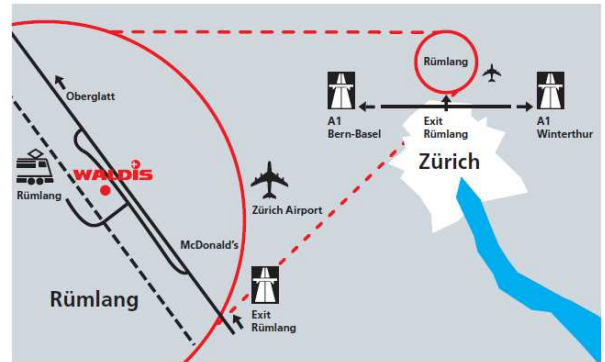 Oberglatt
Rümlang
WALDIS
Zürich Airport
McDonald's
Rümlang
Exit
Rümlang
Rümlang
A1
Bern-Basel
Exit
Rümlang
A1
Winterthur
Zürich